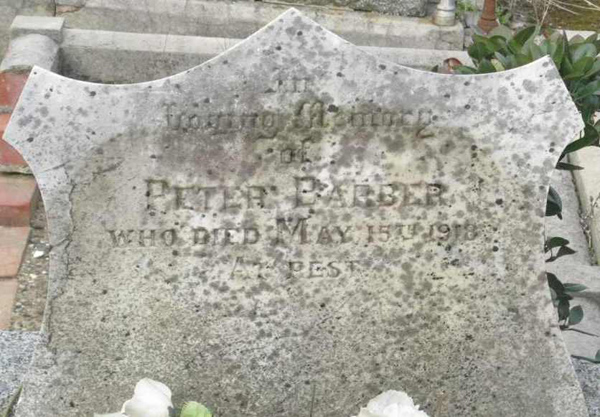 In
Loving Memory
of
PETER BARBER
WHO DIED MAY 15TH 1918
AT REST